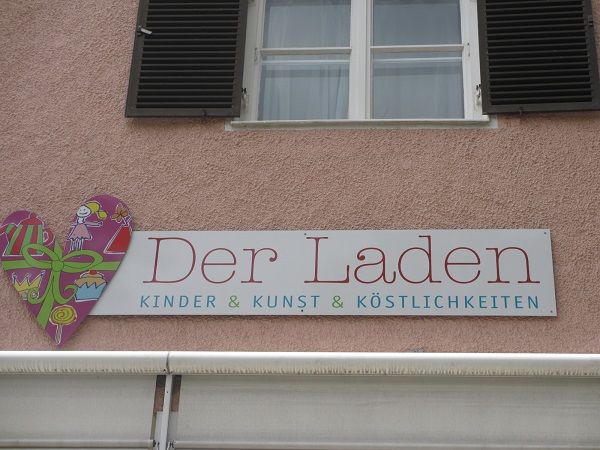 Der Laden
KINDER & KUNST & KÖSTLICHKEITEN